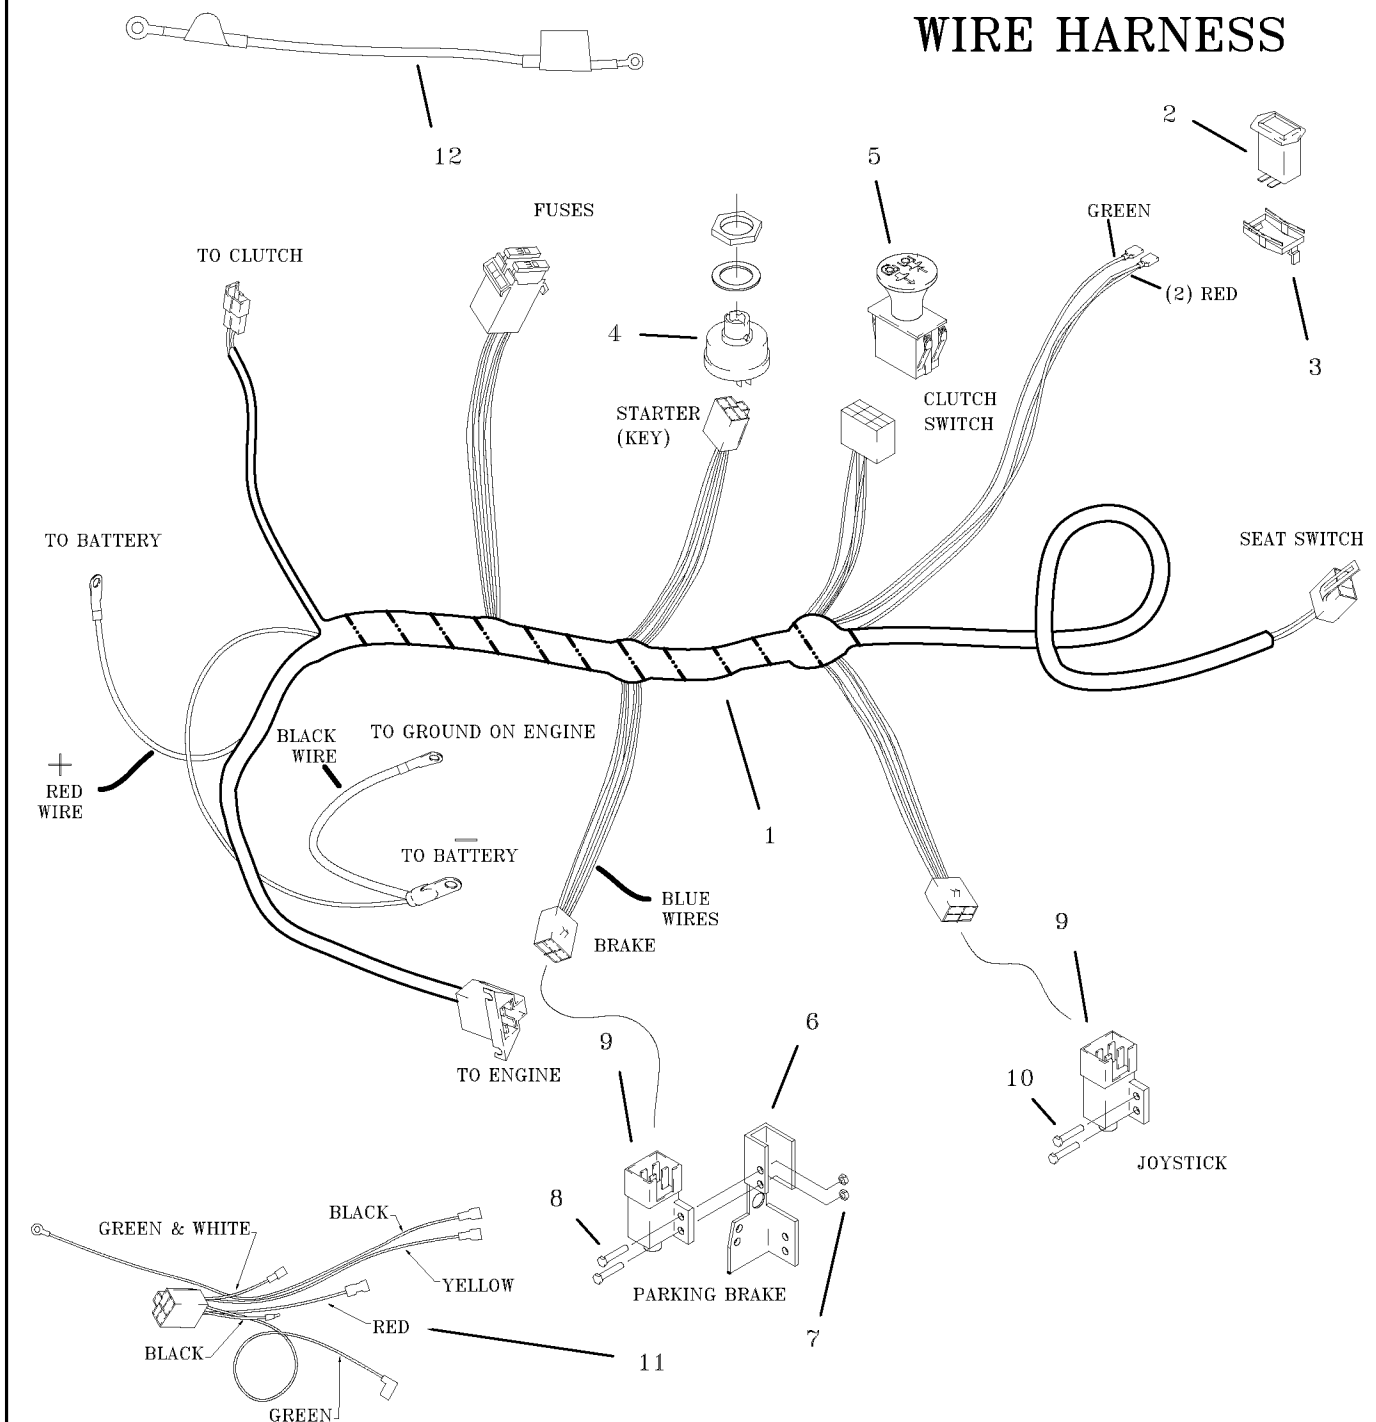 WIRE HARNESS
12
2
5
FUSES
GREEN
TO CLUTCH
(2) RED
4
3
CLUTCH
SWITCH
STARTER
(KEY)
TO BATTERY
SEAT SWITCH
BLACK
WIRE
TO GROUND ON ENGINE
+
RED
WIRE
1
—
TO BATTERY
BLUE
WIRES
BRAKE
9
TO ENGINE
9
6
10
JOYSTICK
8
PARKING BRAKE
7
GREEN & WHITE
BLACK
YELLOW
RED
BLACK
11
GREEN